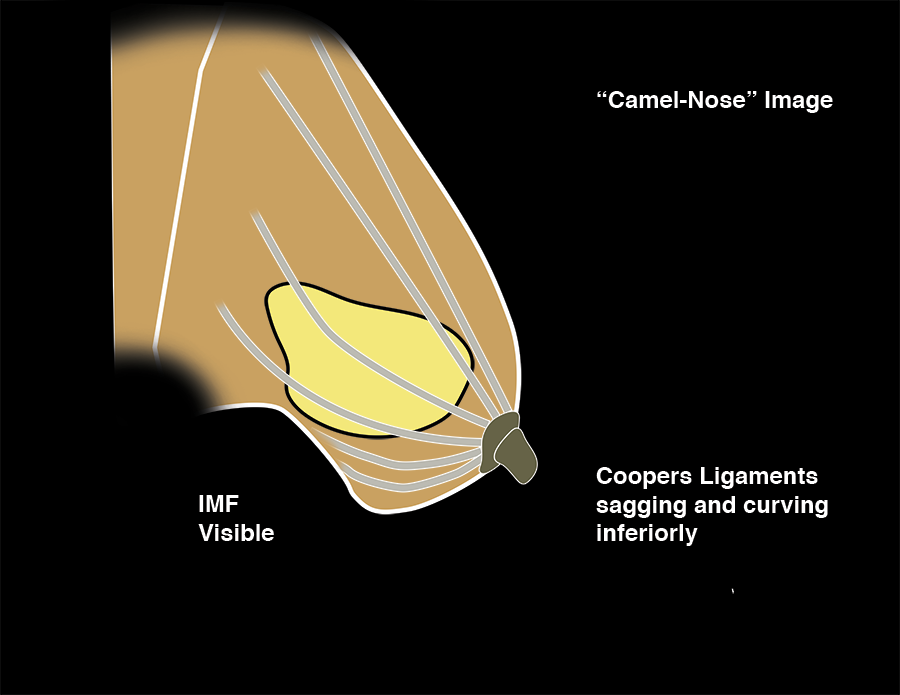 “Camel-Nose” Image
Coopers Ligaments
sagging and curving
inferiorly
IMF
Visible